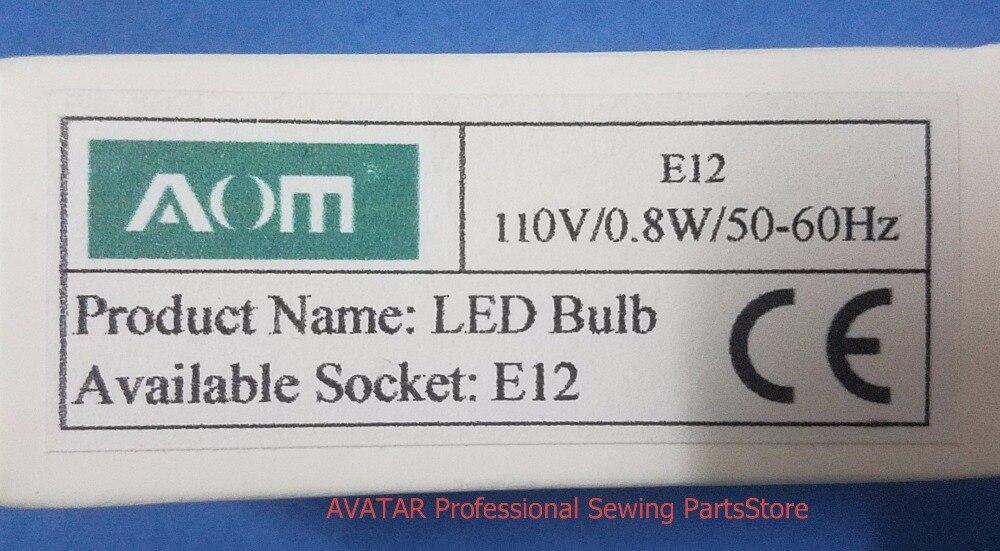 AOM
E12
110V/0.8W/50-60Hz
Product Name: LED Bulb
Available Socket: E12
CE
AVATAR Professional Sewing PartsStore